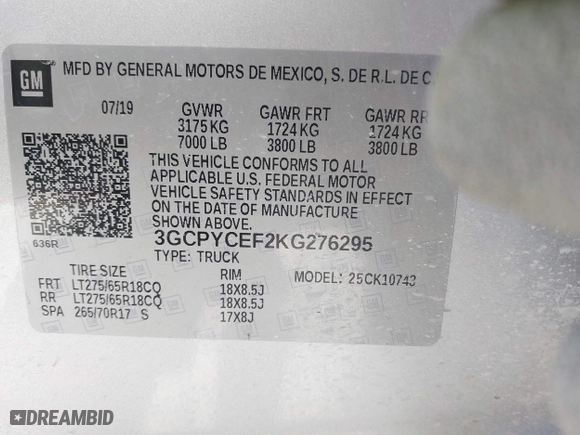 GM
MFD BY GENERAL MOTORS DE MEXICO, S. DE R.L. DE C
07/19 GVWR GAWR FRT GAWR RR
3175 KG 1724 KG 1724 KG
7000 LB 3800 LB 3800 LB
THIS VEHICLE CONFORMS TO ALL
APPLICABLE U.S. FEDERAL MOTOR
VEHICLE SAFETY STANDARDS IN EFFECT
ON THE DATE OF MANUFACTURE
SHOWN ABOVE.
636R
3GCPYCEF2KG276295
TYPE: TRUCK
TIRE SIZE RIM MODEL: 25CK10743
FRT LT275/65R18CQ 18X8.5J
RR LT275/65R18CQ 18X8.5J
SPA 265/70R17 S 17X8J
DREAMBID